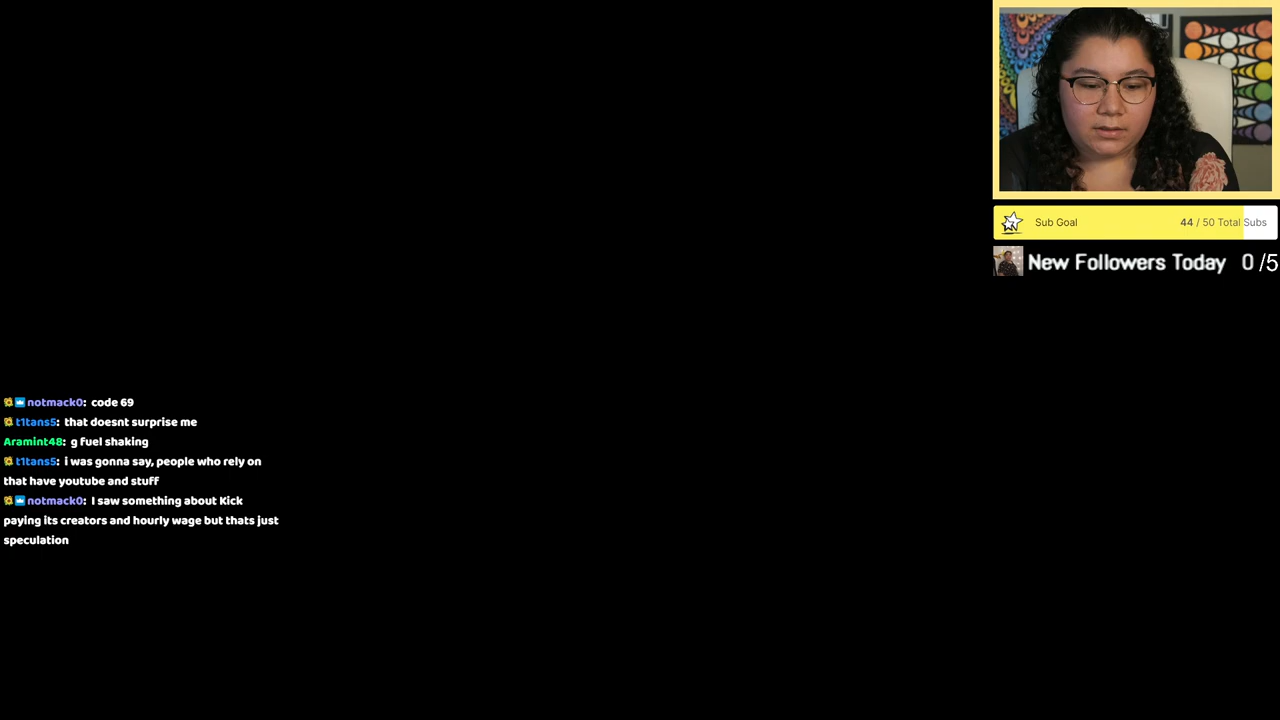 Sub Goal 44 / 50 Total Subs
New Followers Today 0 /5
notmack0: code 69
t1tans5: that doesnt surprise me
Aramint48: g fuel shaking
t1tans5: i was gonna say, people who rely on
that have youtube and stuff
notmack0: I saw something about Kick
paying its creators and hourly wage but thats just
speculation